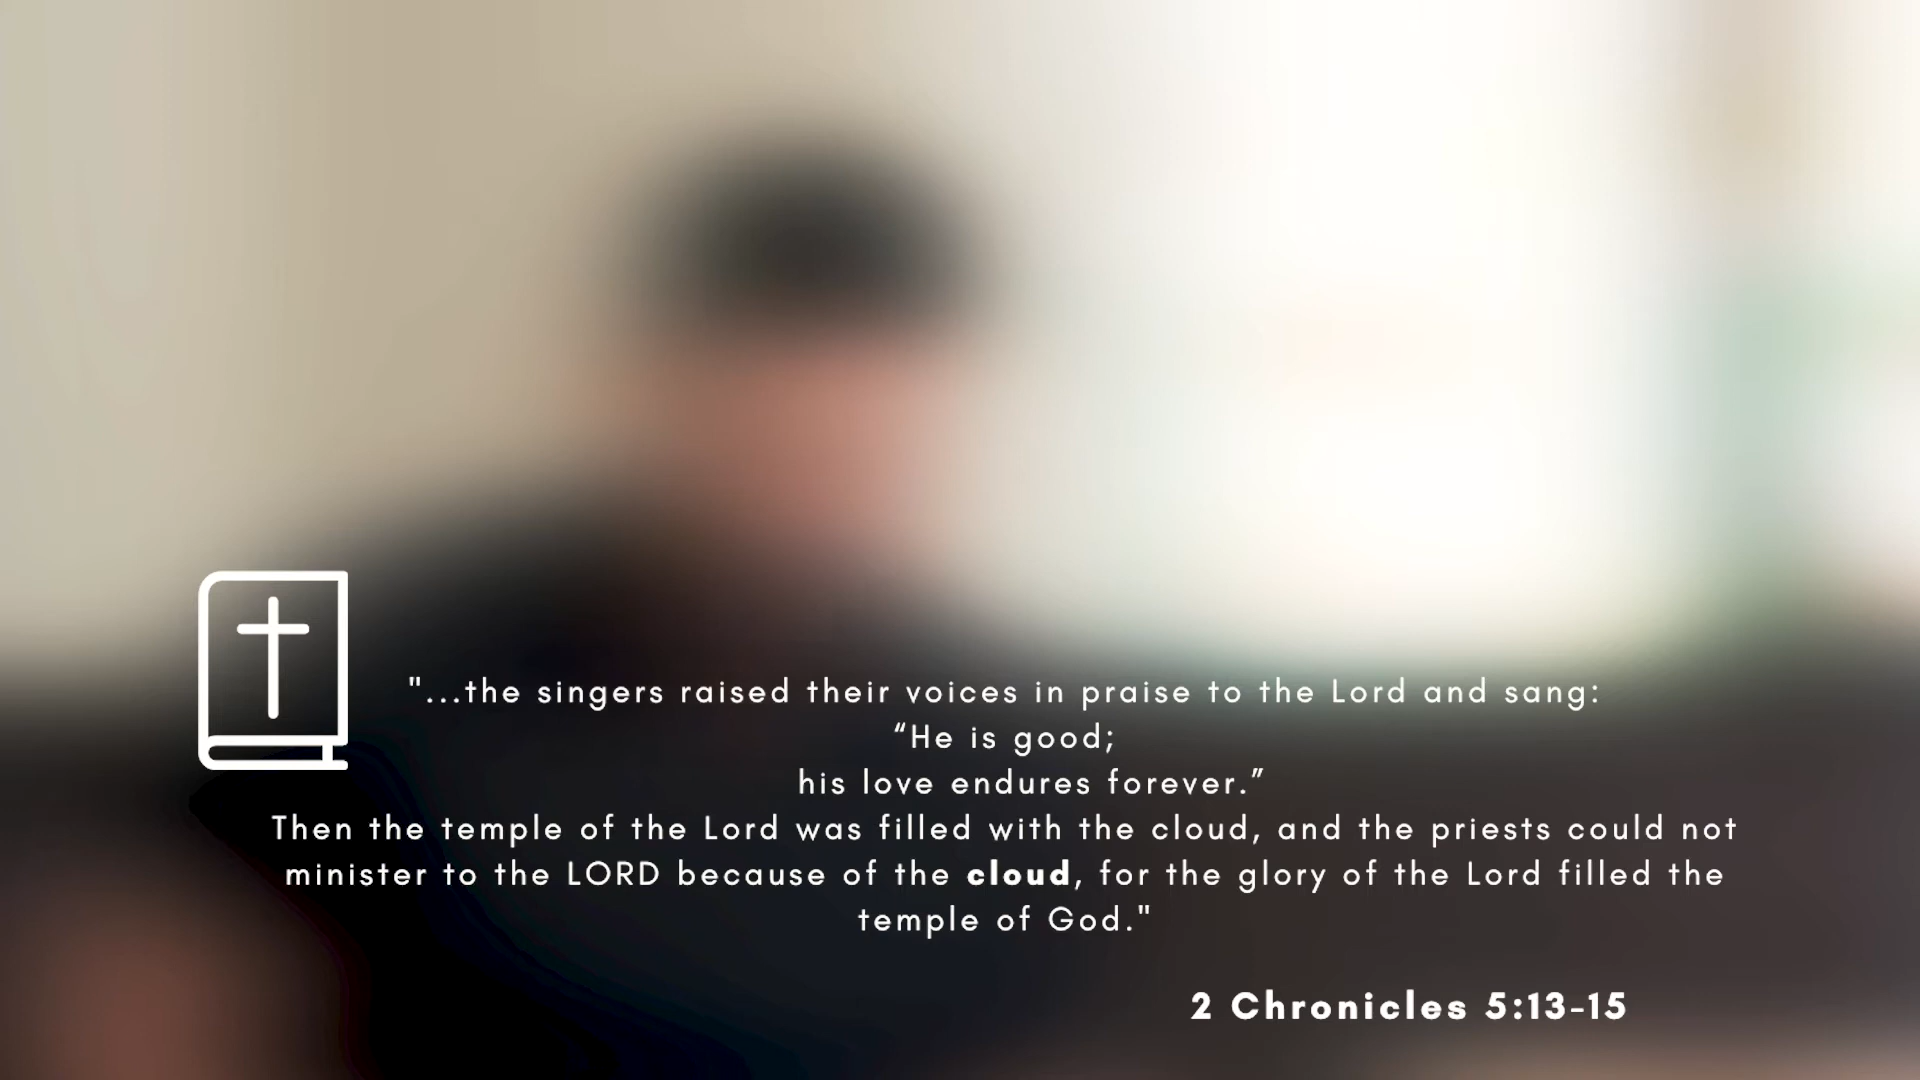 "...the singers raised their voices in praise to the Lord and sang:
“He is good;
his love endures forever.”
Then the temple of the Lord was filled with the cloud, and the priests could not
minister to the LORD because of the cloud, for the glory of the Lord filled the
temple of God."
2 Chronicles 5:13-15